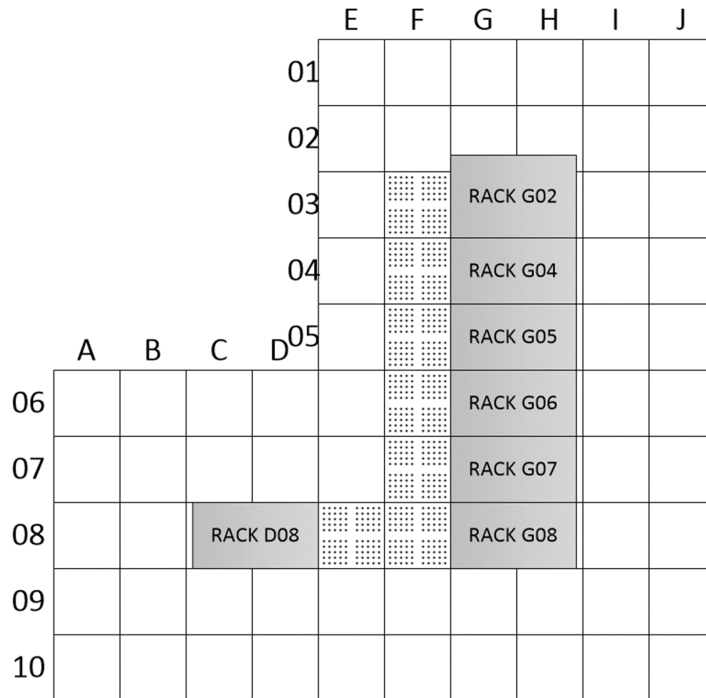 E F G H I J
01
02
03 RACK G02
04 RACK G04
05 RACK G05
A B C D
06 RACK G06
07 RACK G07
08 RACK D08 RACK G08
09
10